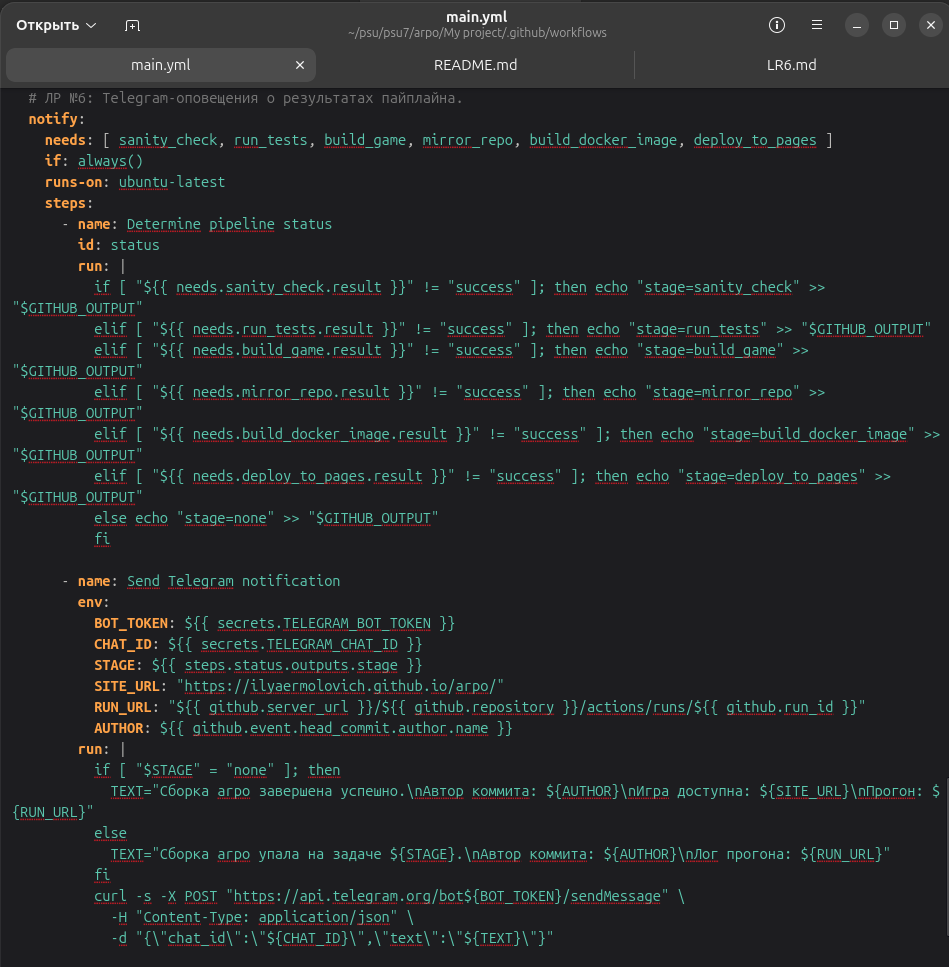 Открыть
main.yml
~/psu/psu7/arpo/My project/.github/workflows
main.yml
README.md
LR6.md
# ЛР №6: Telegram-оповещения о результатах пайплайна.
notify:
needs: [ sanity_check, run_tests, build_game, mirror_repo, build_docker_image, deploy_to_pages ]
if: always()
runs-on: ubuntu-latest
steps:
- name: Determine pipeline status
id: status
run: |
if [ "${{ needs.sanity_check.result }}" != "success" ]; then echo "stage=sanity_check" >>
"$GITHUB_OUTPUT"
elif [ "${{ needs.run_tests.result }}" != "success" ]; then echo "stage=run_tests" >> "$GITHUB_OUTPUT"
elif [ "${{ needs.build_game.result }}" != "success" ]; then echo "stage=build_game" >>
"$GITHUB_OUTPUT"
elif [ "${{ needs.mirror_repo.result }}" != "success" ]; then echo "stage=mirror_repo" >>
"$GITHUB_OUTPUT"
elif [ "${{ needs.build_docker_image.result }}" != "success" ]; then echo "stage=build_docker_image" >>
"$GITHUB_OUTPUT"
elif [ "${{ needs.deploy_to_pages.result }}" != "success" ]; then echo "stage=deploy_to_pages" >>
"$GITHUB_OUTPUT"
else echo "stage=none" >> "$GITHUB_OUTPUT"
fi
- name: Send Telegram notification
env:
BOT_TOKEN: ${{ secrets.TELEGRAM_BOT_TOKEN }}
CHAT_ID: ${{ secrets.TELEGRAM_CHAT_ID }}
STAGE: ${{ steps.status.outputs.stage }}
SITE_URL: "https://ilyaermolovich.github.io/arpo/"
RUN_URL: "${{ github.server_url }}/${{ github.repository }}/actions/runs/${{ github.run_id }}"
AUTHOR: ${{ github.event.head_commit.author.name }}
run: |
if [ "$STAGE" = "none" ]; then
TEXT="Сборка arpo завершена успешно.\nАвтор коммита: ${AUTHOR}\nИгра доступна: ${SITE_URL}\nПрогон: $
{RUN_URL}"
else
TEXT="Сборка arpo упала на задаче ${STAGE}.\nАвтор коммита: ${AUTHOR}\nЛог прогона: ${RUN_URL}"
fi
curl -s -X POST "https://api.telegram.org/bot${BOT_TOKEN}/sendMessage" \
-H "Content-Type: application/json" \
-d "{\"chat_id\":\"${CHAT_ID}\",\"text\":\"${TEXT}\"}"